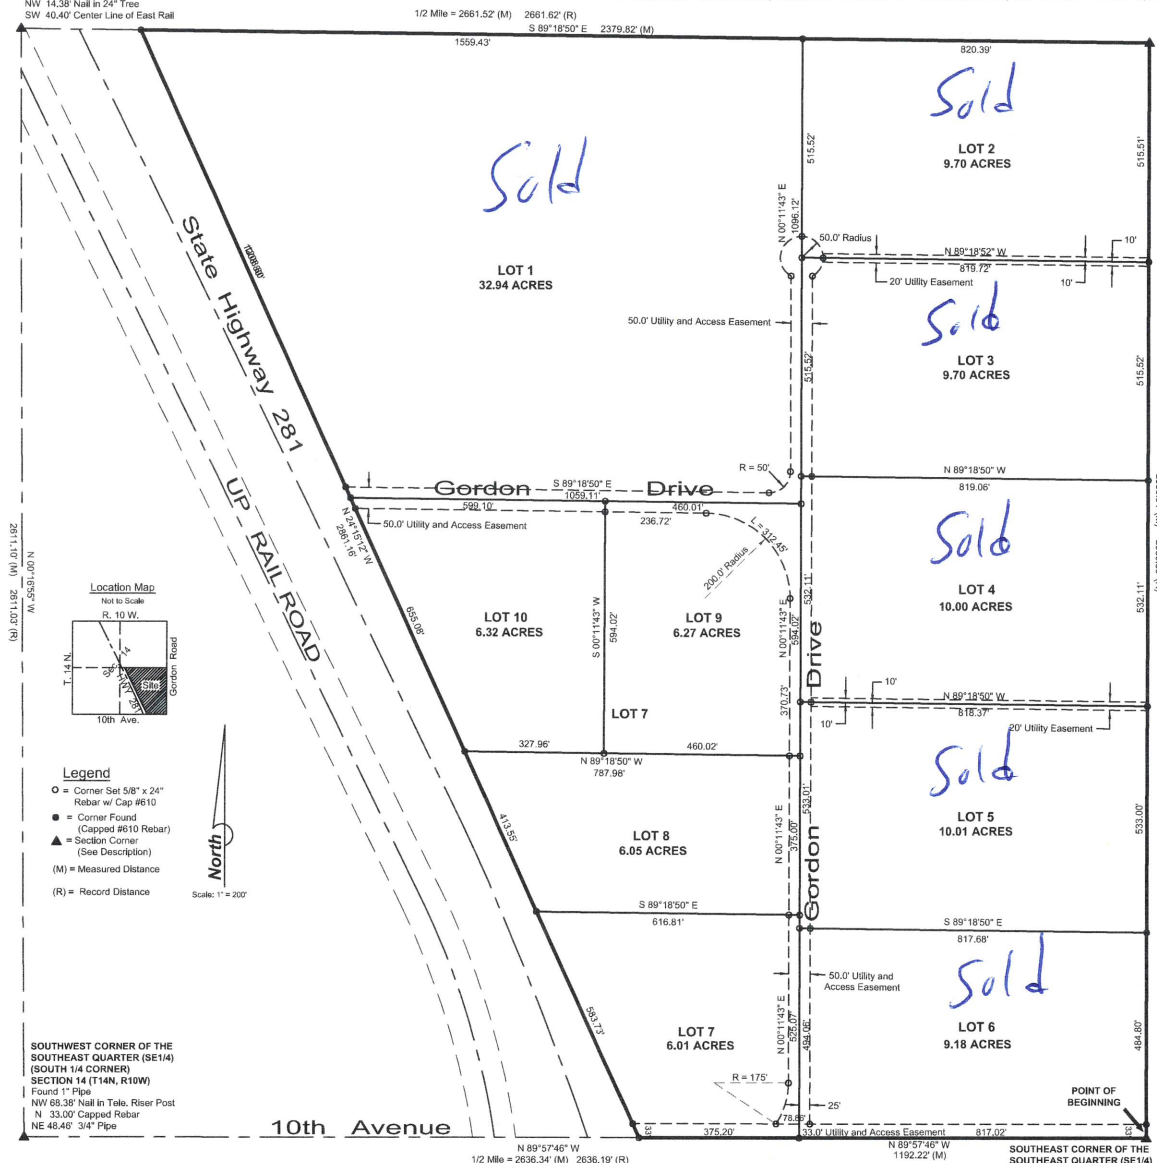 NW 14.38' Nail in 24" Tree
SW 40.40' Center Line of East Rail
1/2 Mile = 2661.52' (M) 2661.62' (R)
S 89°18'50" E 2379.82' (M)
1559.43'
820.39'
Sold
LOT 2
9.70 ACRES
515.52'
515.51'
Sold
LOT 1
32.94 ACRES
N 00°11'43" E
1096.12'
50.0' Radius
N 89°18'52" W
819.72'
10'
20' Utility Easement
10'
State Highway 281
50.0' Utility and Access Easement
Sold
LOT 3
9.70 ACRES
515.52'
515.52'
R = 50'
N 89°18'50" W
819.06'
Gordon Drive
S 89°18'50" E
1059.11'
599.10'
460.01'
50.0' Utility and Access Easement
236.72'
L = 312.45'
200.0' Radius
N 24°15'12" W
2861.16'
UP RAIL ROAD
Sold
LOT 4
10.00 ACRES
532.11'
532.11'
N 00°16'55" W
2611.10' (M) 2611.03' (R)
LOT 10
6.32 ACRES
S 00°11'43" W
594.02'
LOT 9
6.27 ACRES
N 00°11'43" E
594.02'
655.08'
Location Map
Not to Scale
R. 10 W.
T. 14 N.
14
HWY 281
Site
Gordon Road
10th Ave.
370.73'
N 89°18'50" W
818.37'
10'
10'
20' Utility Easement
LOT 7
327.96'
460.02'
N 89°18'50" W
787.98'
Gordon Drive
Sold
LOT 5
10.01 ACRES
533.01'
533.00'
Legend
= Corner Set 5/8" x 24"
Rebar w/ Cap #610
= Corner Found
(Capped #610 Rebar)
= Section Corner
(See Description)
(M) = Measured Distance
(R) = Record Distance
North
Scale: 1" = 200'
413.55'
LOT 8
6.05 ACRES
N 00°11'43" E
375.00'
S 89°18'50" E
616.81'
S 89°18'50" E
817.68'
Sold
50.0' Utility and
Access Easement
LOT 6
9.18 ACRES
583.73'
LOT 7
6.01 ACRES
N 00°11'43" E
525.07'
494.06'
484.80'
R = 175'
25'
78.86'
POINT OF
BEGINNING
SOUTHWEST CORNER OF THE
SOUTHEAST QUARTER (SE1/4)
(SOUTH 1/4 CORNER)
SECTION 14 (T14N, R10W)
Found 1" Pipe
NW 68.38' Nail in Tele. Riser Post
N 33.00' Capped Rebar
NE 48.46' 3/4" Pipe
10th Avenue
33'
375.20'
33.0' Utility and Access Easement
817.02'
33'
N 89°57'46" W
1/2 Mile = 2636.34' (M) 2636.19' (R)
N 89°57'46" W
1192.22' (M)
SOUTHEAST CORNER OF THE
SOUTHEAST QUARTER (SE1/4)